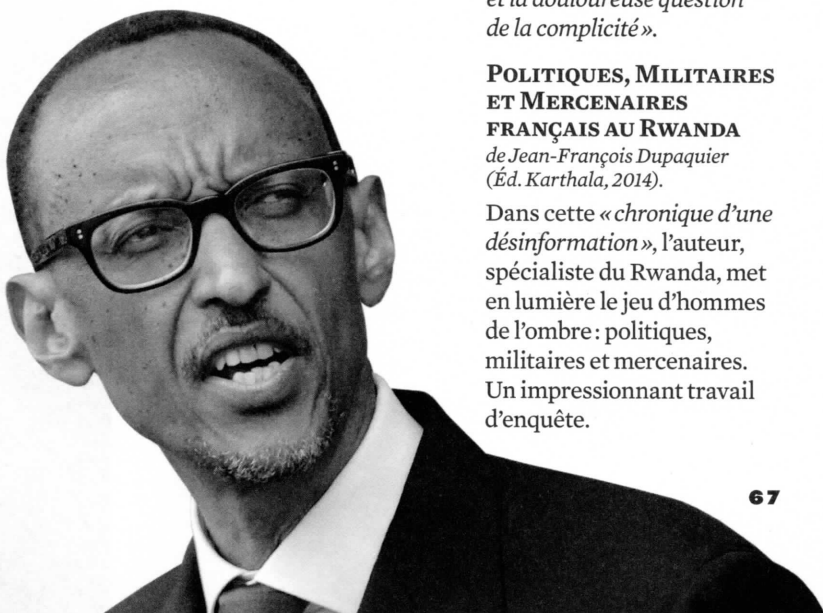 et la douloureuse question
de la complicité».
POLITIQUES, MILITAIRES
ET MERCENAIRES
FRANÇAIS AU RWANDA
de Jean-François Dupaquier
(Éd. Karthala, 2014).
Dans cette «chronique d’une
désinformation», l’auteur,
spécialiste du Rwanda, met
en lumière le jeu d’hommes
de l’ombre: politiques,
militaires et mercenaires.
Un impressionnant travail
d’enquête.
67